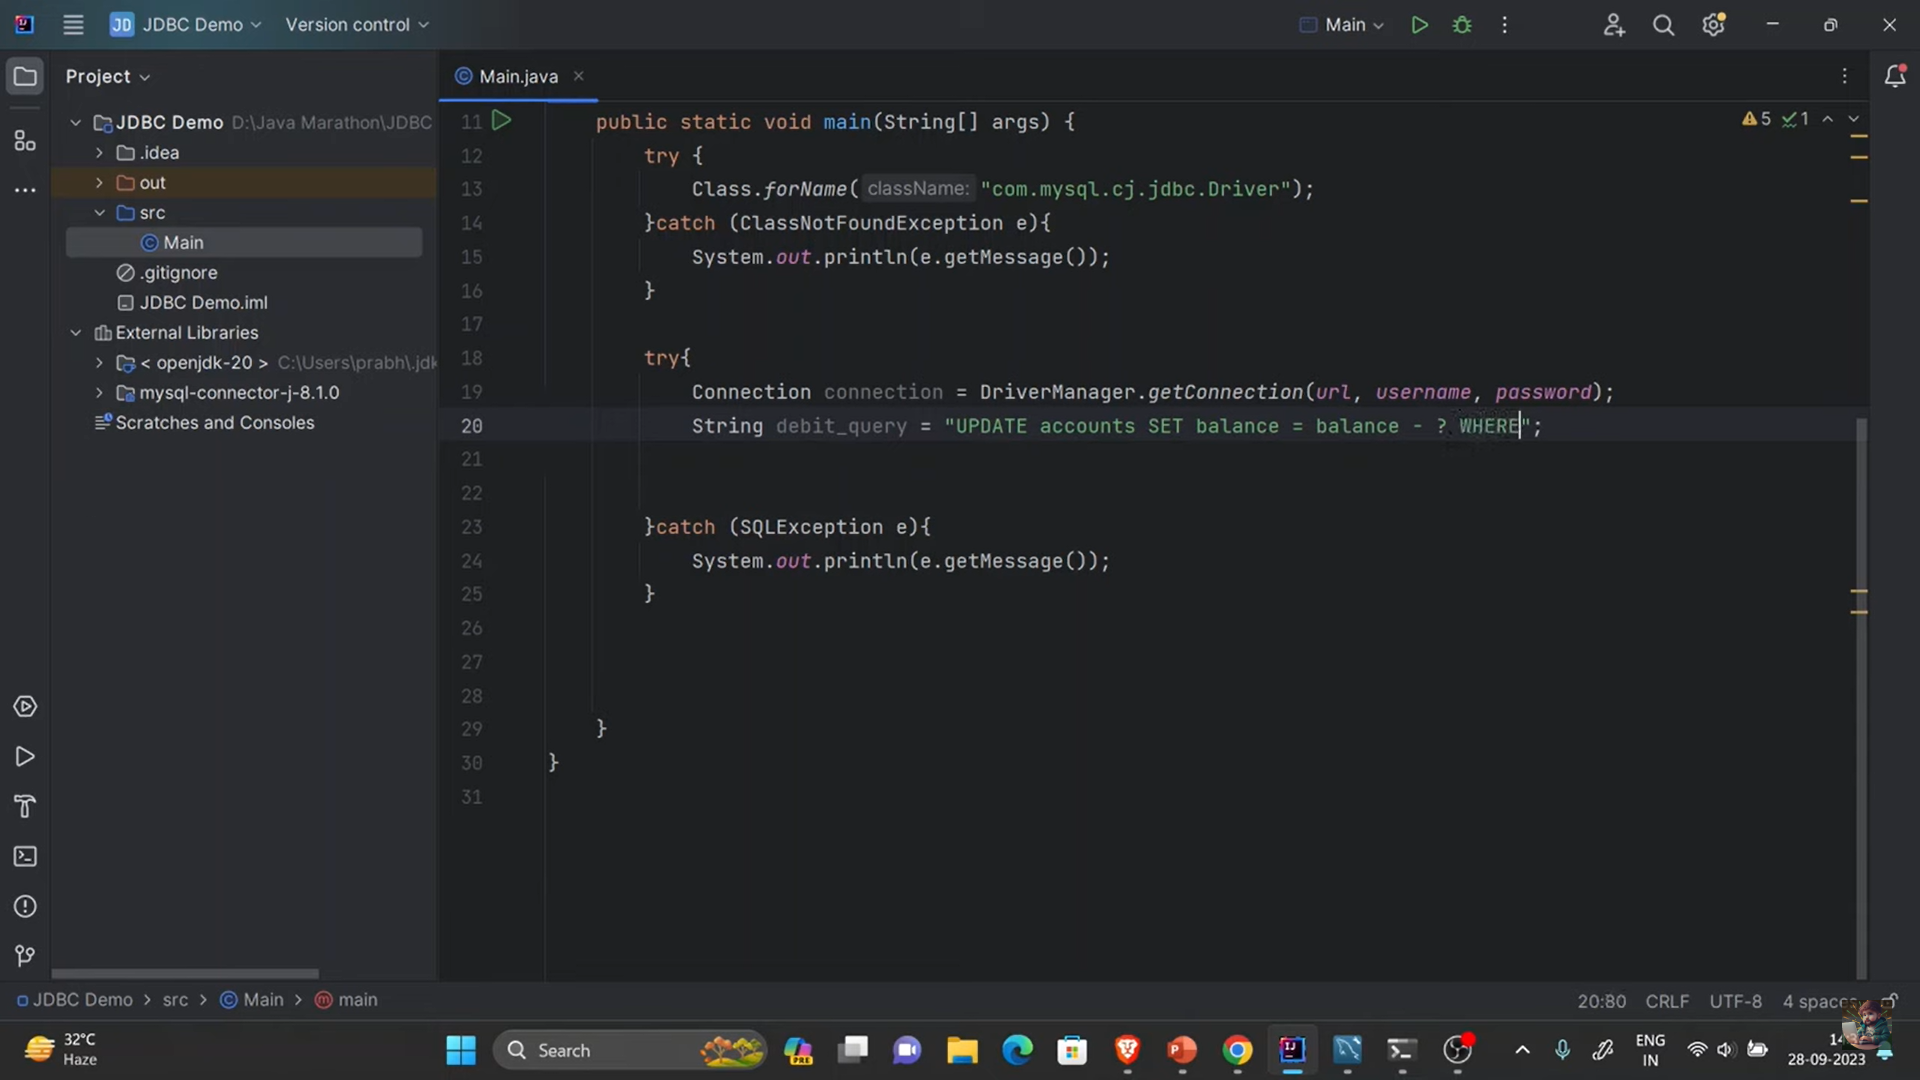 JD JDBC Demo Version control Main
Project Main.java
JDBC Demo D:\Java Marathon\JDBC
.idea
out
src
Main
.gitignore
JDBC Demo.iml
External Libraries
< openjdk-20 > C:\Users\prabh\.jdk
mysql-connector-j-8.1.0
Scratches and Consoles
5 1
11 public static void main(String[] args) {
12 try {
13 Class.forName( className: "com.mysql.cj.jdbc.Driver");
14 }catch (ClassNotFoundException e){
15 System.out.println(e.getMessage());
16 }
17
18 try{
19 Connection connection = DriverManager.getConnection(url, username, password);
20 String debit_query = "UPDATE accounts SET balance = balance - ? WHERE";
21
22
23 }catch (SQLException e){
24 System.out.println(e.getMessage());
25 }
26
27
28
29 }
30 }
31
JDBC Demo > src > Main > main 20:80 CRLF UTF-8 4 spaces
32°C
Haze
Search
PRE
ENG
IN
28-09-2023